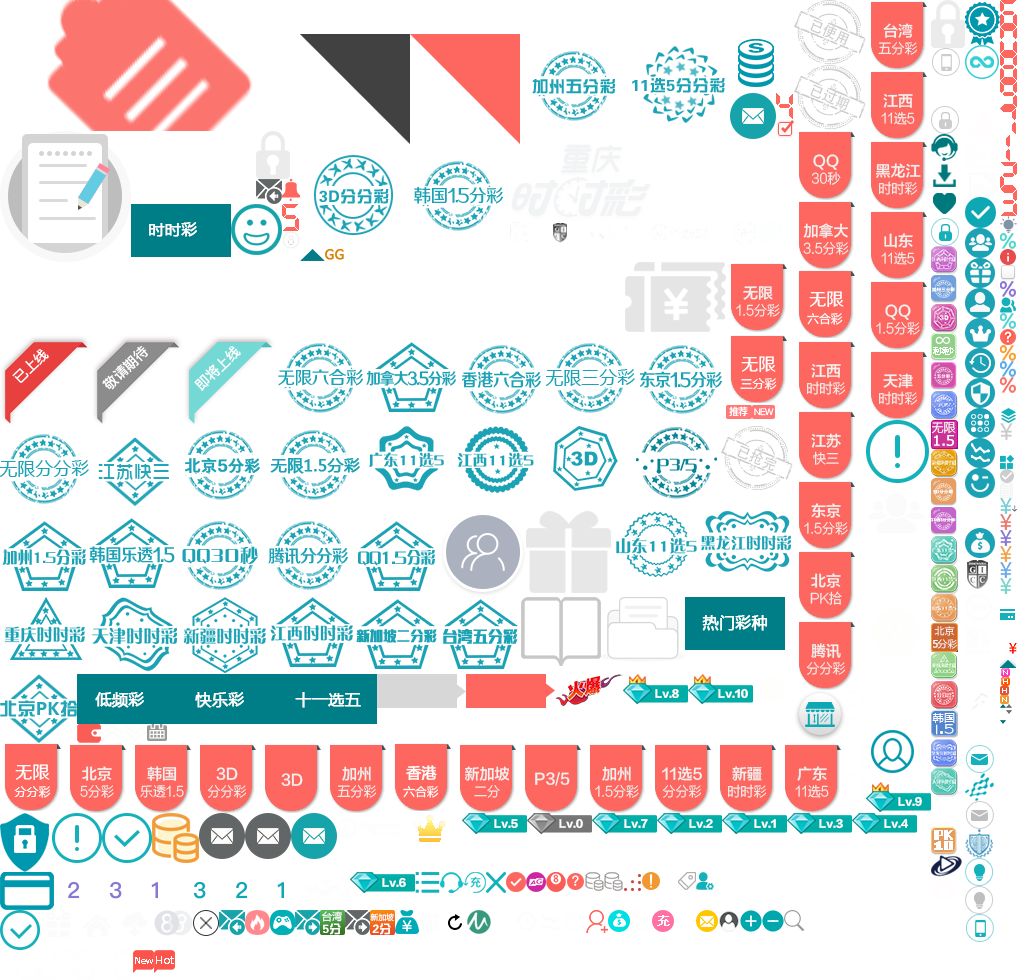 已使用
台湾
五分彩
加州五分彩
11选5分分彩
已过期
江西
11选5
QQ
30秒
黑龙江
时时彩
3D分分彩
韩国1.5分彩
重庆
时时彩
时时彩
5
GG
加拿大
3.5分彩
山东
11选5
无限
1.5分彩
无限
六合彩
QQ
1.5分彩
已上线
敬请期待
即将上线
无限六合彩
加拿大3.5分彩
香港六合彩
无限三分彩
东京1.5分彩
无限
三分彩
江西
时时彩
天津
时时彩
推荐 NEW
无限分分彩
江苏快三
北京5分彩
无限1.5分彩
广东11选5
江西11选5
3D
P3/5
已抢完
江苏
快三
无限
1.5
加州1.5分彩
韩国乐透1.5
QQ30秒
腾讯分分彩
QQ1.5分彩
山东11选5
黑龙江时时彩
东京
1.5分彩
北京
PK拾
重庆时时彩
天津时时彩
新疆时时彩
江西时时彩
新加坡二分彩
台湾五分彩
热门彩种
腾讯
分分彩
北京
5分彩
北京PK拾
低频彩
快乐彩
十一选五
火爆
Lv.8
Lv.10
韩国
1.5
无限
分分彩
北京
5分彩
韩国
乐透1.5
3D
分分彩
3D
加州
五分彩
香港
六合彩
新加坡
二分
P3/5
加州
1.5分彩
11选5
分分彩
新疆
时时彩
广东
11选5
Lv.9
Lv.5
Lv.0
Lv.7
Lv.2
Lv.1
Lv.3
Lv.4
PK
10
2 3 1 3 2 1
Lv.6
充
AG
8
台湾
5分
新加坡
2分
充
New Hot